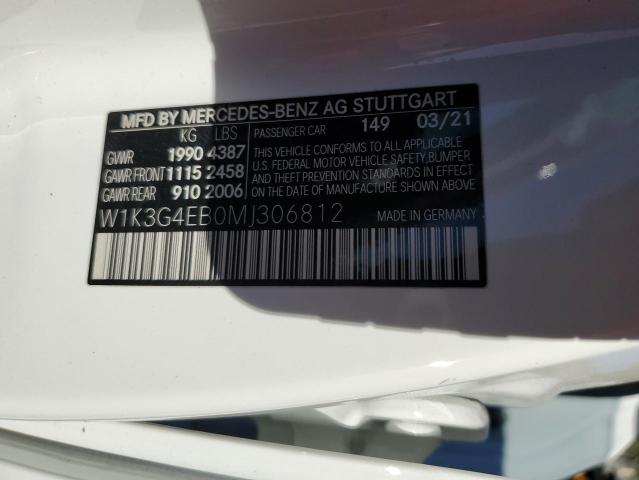 MFD BY MERCEDES-BENZ AG STUTTGART
KG LBS PASSENGER CAR 149 03/21
GVWR 1990 4387
GAWR FRONT 1115 2458
GAWR REAR 910 2006
THIS VEHICLE CONFORMS TO ALL APPLICABLE
U.S. FEDERAL MOTOR VEHICLE SAFETY, BUMPER
AND THEFT PREVENTION STANDARDS IN EFFECT
ON THE DATE OF MANUFACTURE SHOWN ABOVE.
W1K3G4EB0MJ306812 MADE IN GERMANY